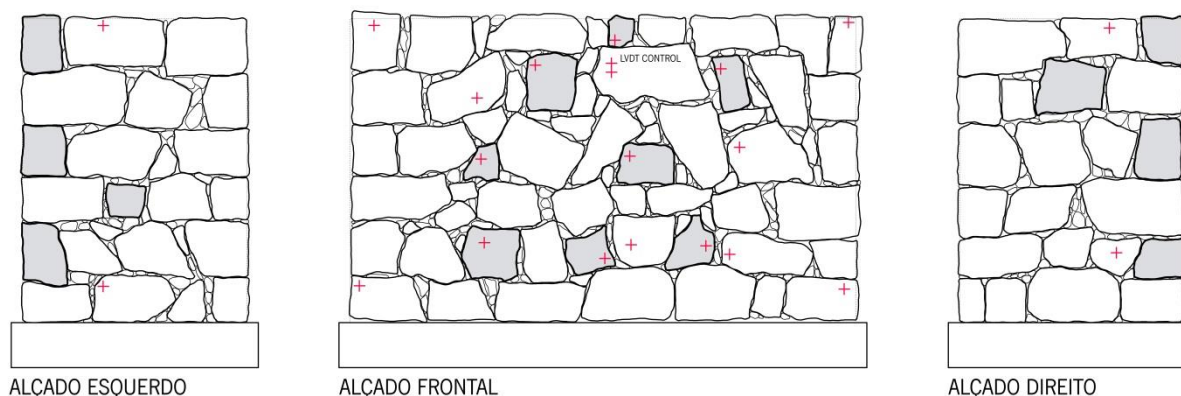 LVDT CONTROL
ALÇADO ESQUERDO
ALÇADO FRONTAL
ALÇADO DIREITO